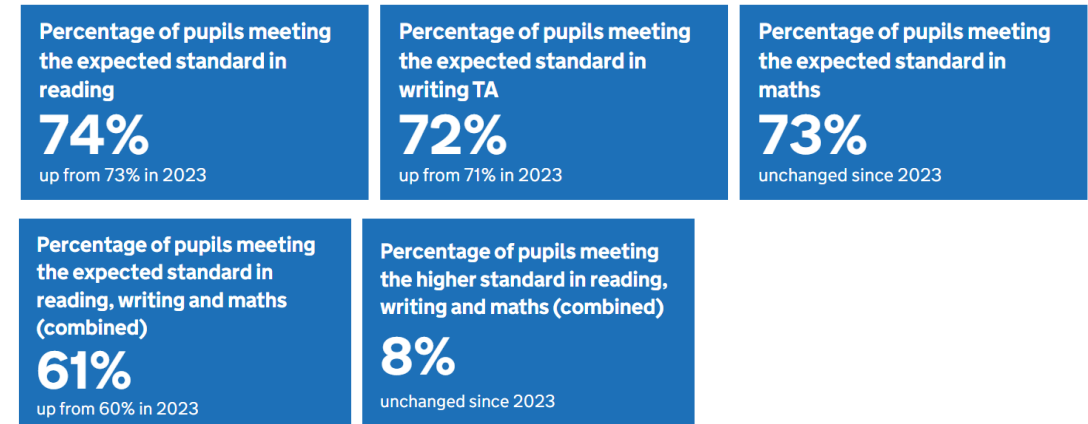 Percentage of pupils meeting
the expected standard in
reading
74%
up from 73% in 2023
Percentage of pupils meeting
the expected standard in
writing TA
72%
up from 71% in 2023
Percentage of pupils meeting
the expected standard in
maths
73%
unchanged since 2023
Percentage of pupils meeting
the expected standard in
reading, writing and maths
(combined)
61%
up from 60% in 2023
Percentage of pupils meeting
the higher standard in reading,
writing and maths (combined)
8%
unchanged since 2023